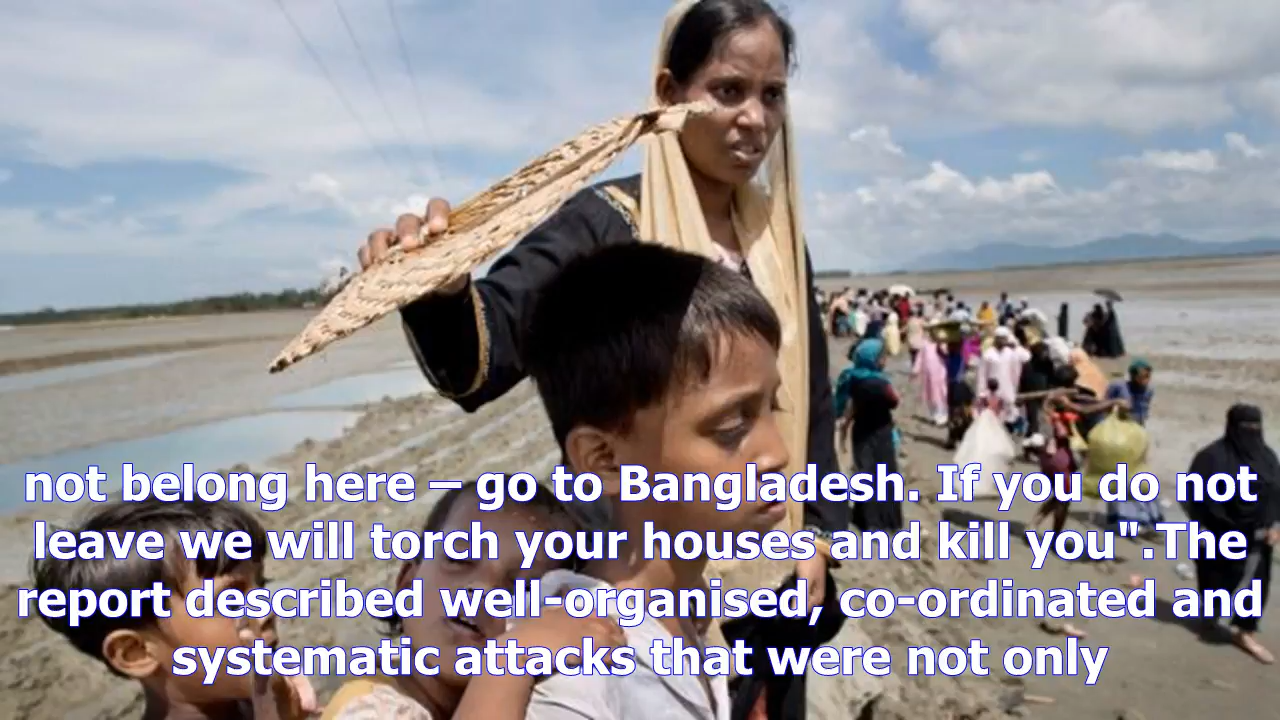 not belong here – go to Bangladesh. If you do not
leave we will torch your houses and kill you".The
report described well-organised, co-ordinated and
systematic attacks that were not only